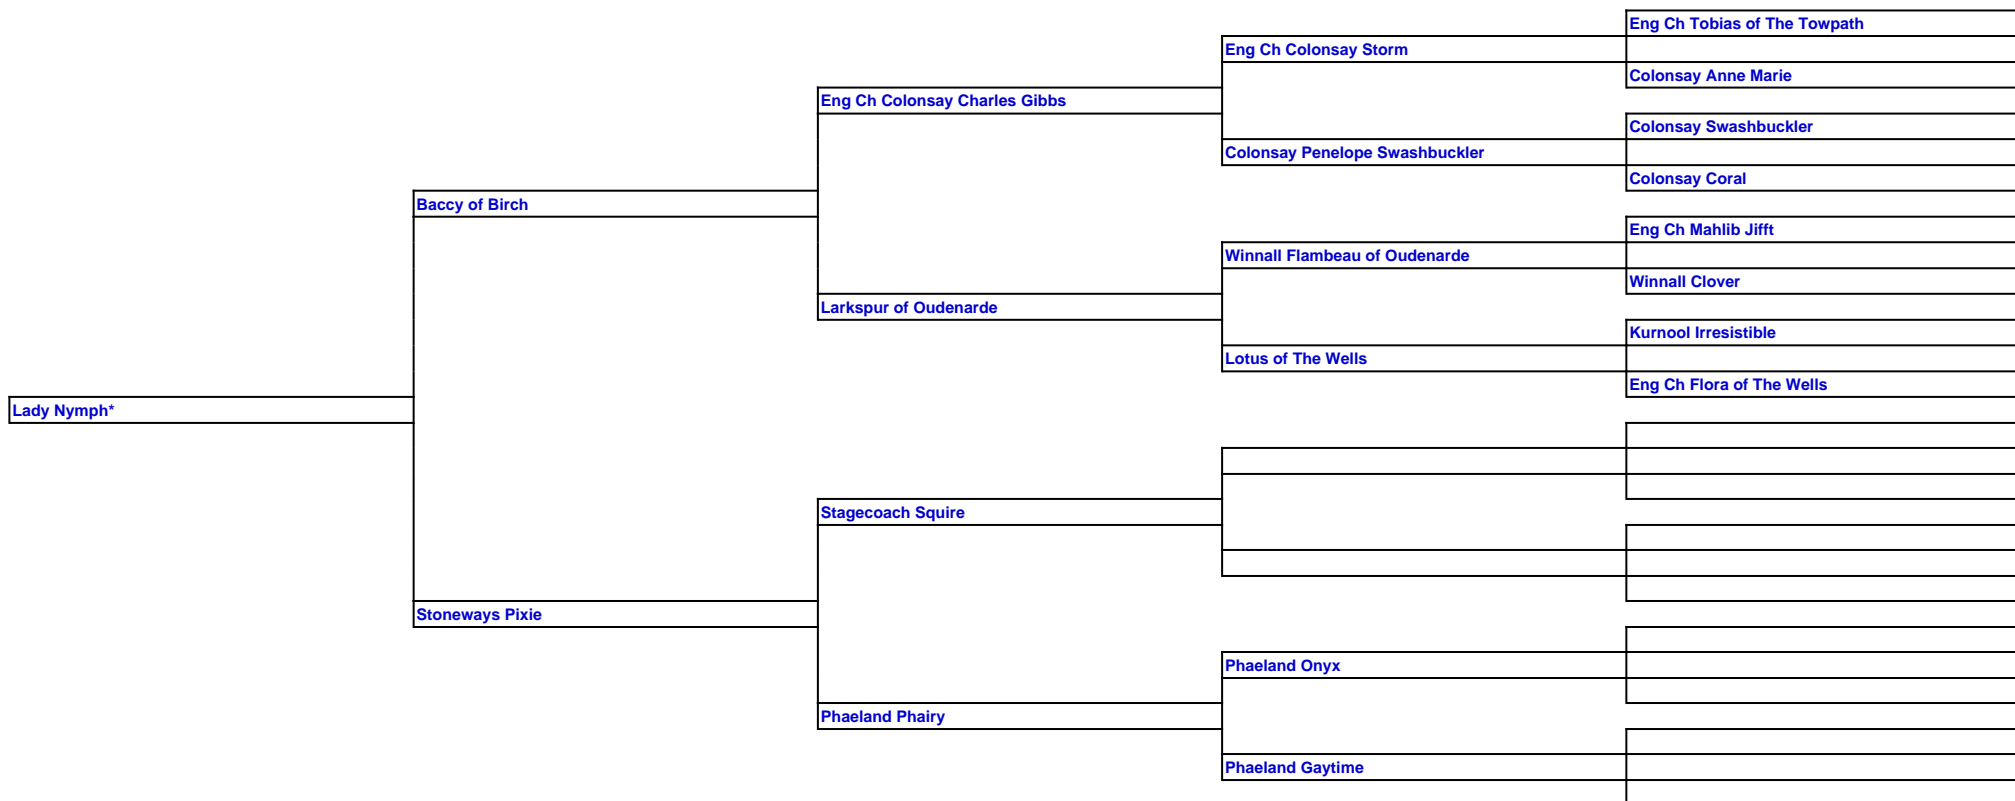 Eng Ch Tobias of The Towpath
Eng Ch Colonsay Storm
Colonsay Anne Marie
Eng Ch Colonsay Charles Gibbs
Colonsay Swashbuckler
Colonsay Penelope Swashbuckler
Colonsay Coral
Baccy of Birch
Eng Ch Mahlib Jifft
Winnall Flambeau of Oudenarde
Winnall Clover
Larkspur of Oudenarde
Kurnool Irresistible
Lotus of The Wells
Eng Ch Flora of The Wells
Lady Nymph*
Stagecoach Squire
Stoneways Pixie
Phaeland Onyx
Phaeland Phairy
Phaeland Gaytime